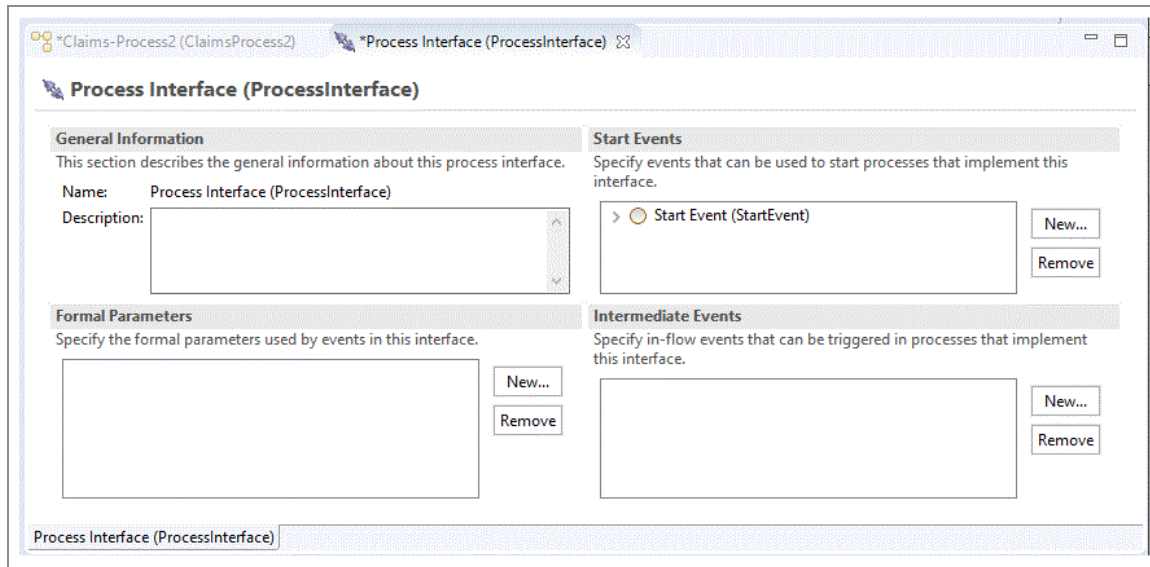 *Claims-Process2 (ClaimsProcess2)
*Process Interface (ProcessInterface)
Process Interface (ProcessInterface)
General Information
This section describes the general information about this process interface.
Name: Process Interface (ProcessInterface)
Description:
Start Events
Specify events that can be used to start processes that implement this
interface.
Start Event (StartEvent)
New...
Remove
Formal Parameters
Specify the formal parameters used by events in this interface.
New...
Remove
Intermediate Events
Specify in-flow events that can be triggered in processes that implement
this interface.
New...
Remove
Process Interface (ProcessInterface)